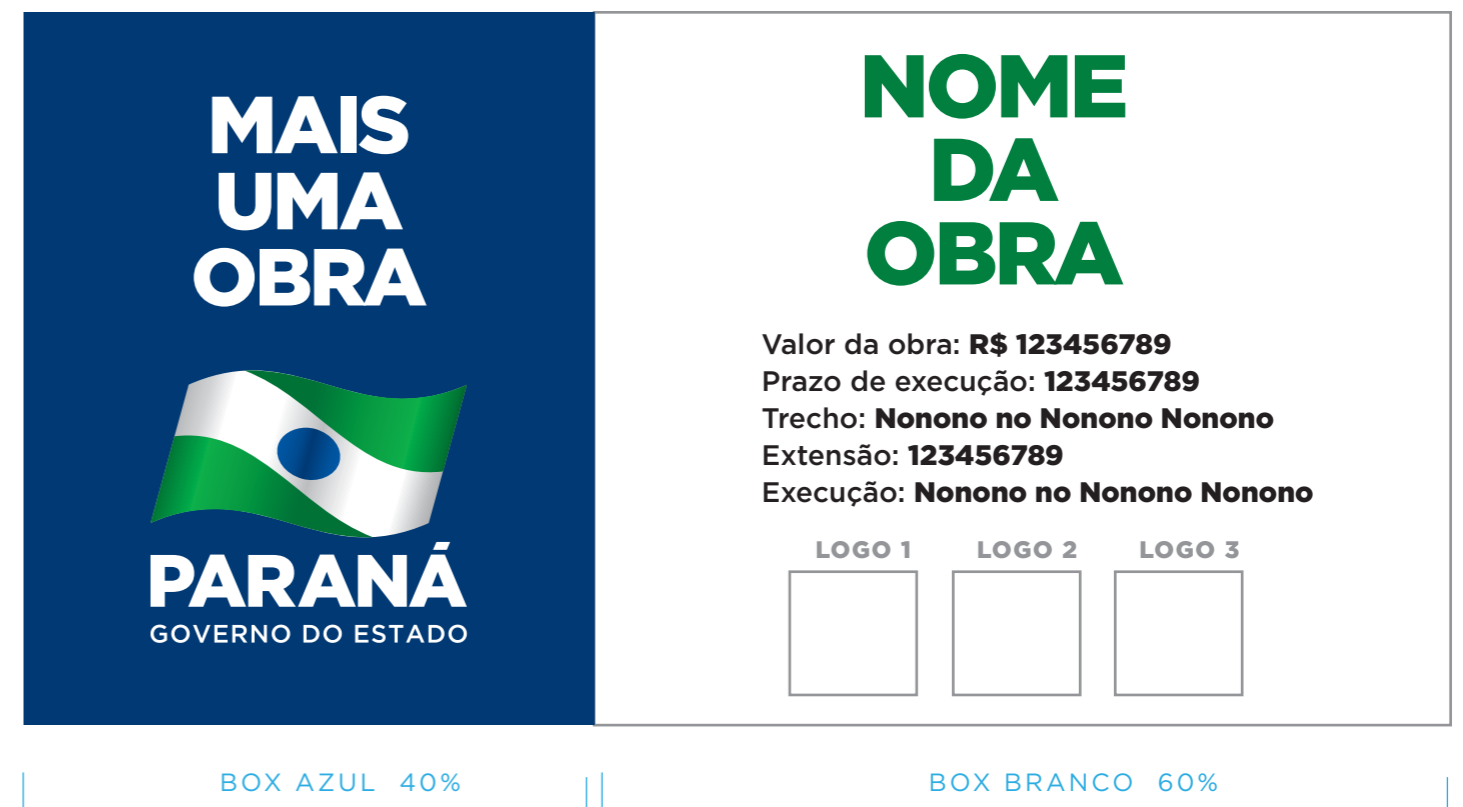 MAIS
UMA
OBRA
PARANÁ
GOVERNO DO ESTADO
NOME
DA
OBRA
Valor da obra: R$ 123456789
Prazo de execução: 123456789
Trecho: Nonono no Nonono Nonono
Extensão: 123456789
Execução: Nonono no Nonono Nonono
LOGO 1 LOGO 2 LOGO 3
BOX AZUL 40% BOX BRANCO 60%